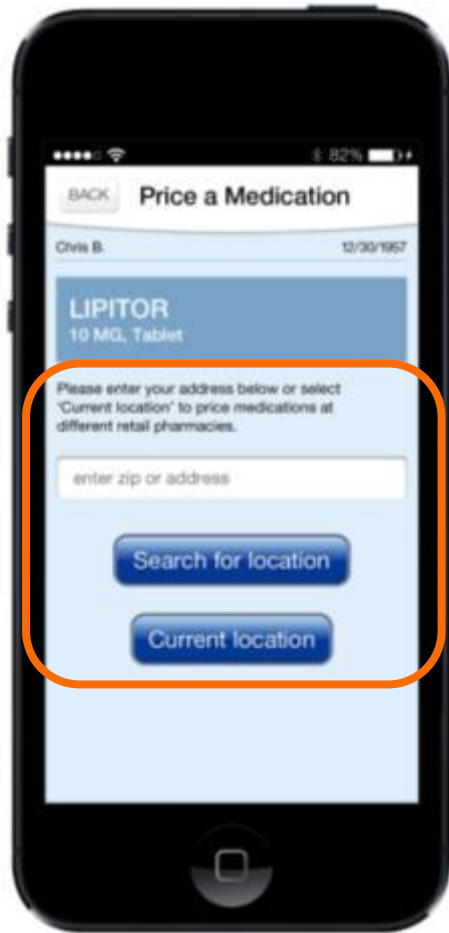 82%
BACK Price a Medication
Chris B. 12/30/1957
LIPITOR
10 MG, Tablet
Please enter your address below or select
'Current location' to price medications at
different retail pharmacies.
enter zip or address
Search for location
Current location